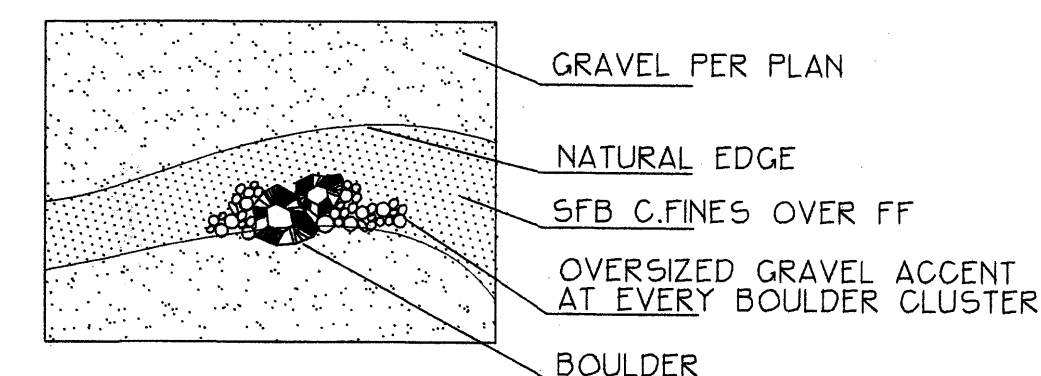 GRAVEL PER PLAN
NATURAL EDGE
SFB C.FINES OVER FF
OVERSIZED GRAVEL ACCENT
AT EVERY BOULDER CLUSTER
BOULDER